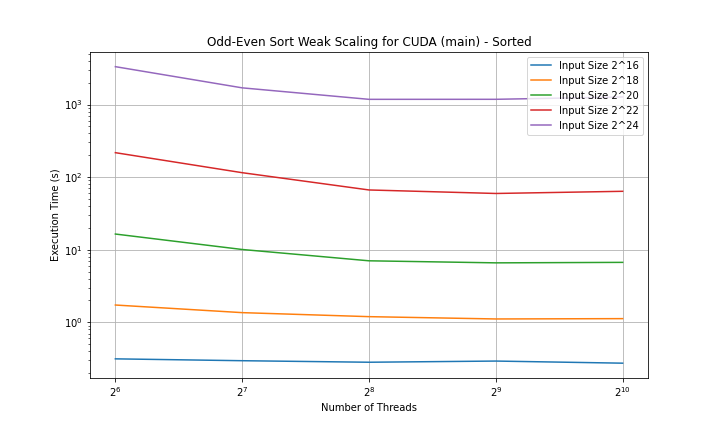 Odd-Even Sort Weak Scaling for CUDA (main) - Sorted
Input Size 2^16
Input Size 2^18
Input Size 2^20
Input Size 2^22
Input Size 2^24
Execution Time (s)
10³
10²
10¹
10⁰
2⁶ 2⁷ 2⁸ 2⁹ 2¹⁰
Number of Threads